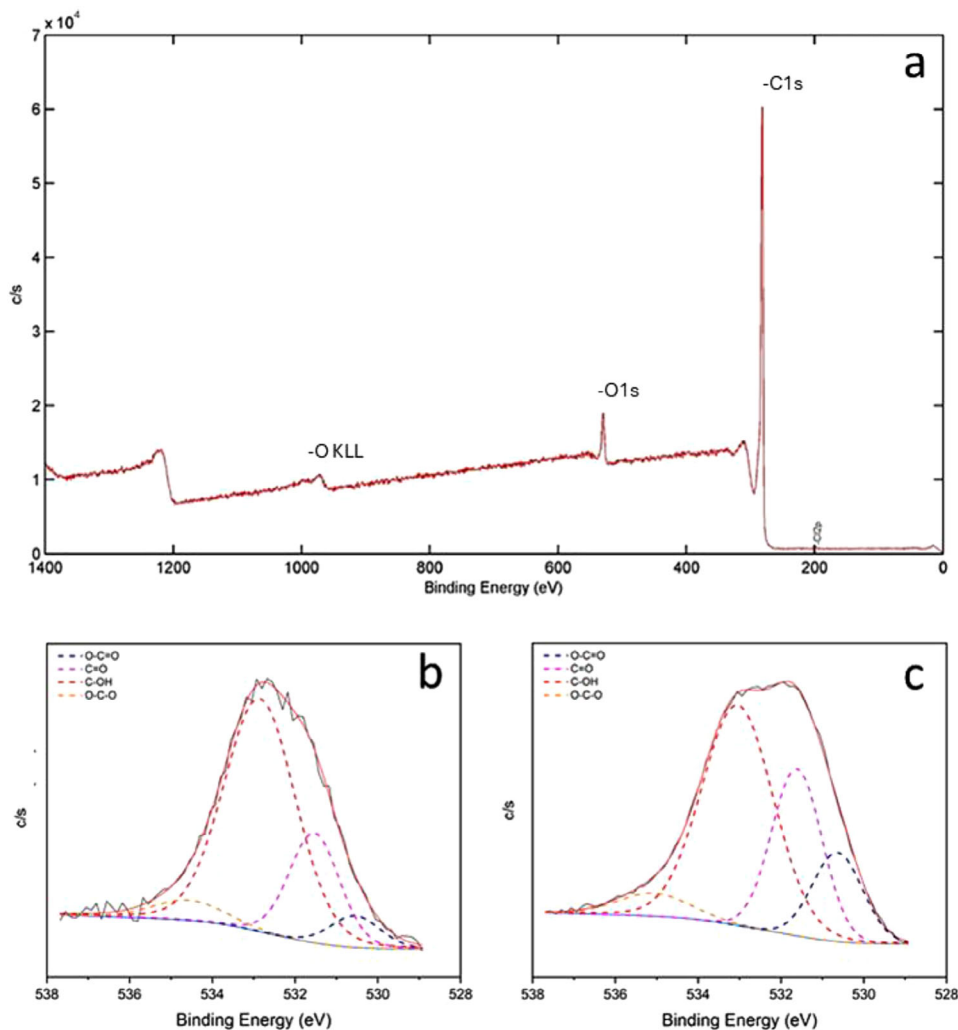 x 10⁴
7
a
-C1s
6
5
4
c/s
3
2
-O1s
-O KLL
1
0
1400 1200 1000 800 600 400 200 0
Binding Energy (eV)
O-C=O
C=O
C-OH
O-C-O
b
c/s
538 536 534 532 530 528
Binding Energy (eV)
O-C=O
C=O
C-OH
O-C-O
c
c/s
538 536 534 532 530 528
Binding Energy (eV)